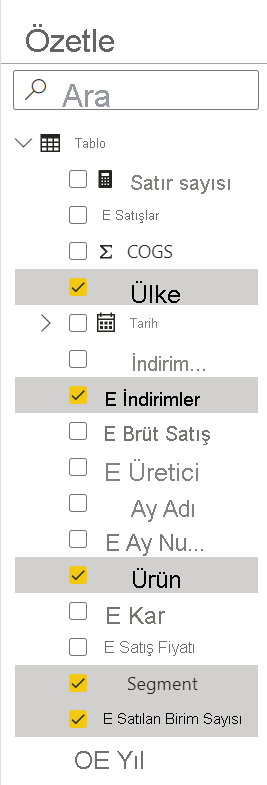 Özetle
Ara
Tablo
Satır sayısı
E Satışlar
Σ COGS
Ülke
Tarih
İndirim...
E İndirimler
E Brüt Satış
E Üretici
Ay Adı
E Ay Nu...
Ürün
E Kar
E Satış Fiyatı
Segment
E Satılan Birim Sayısı
OE Yıl